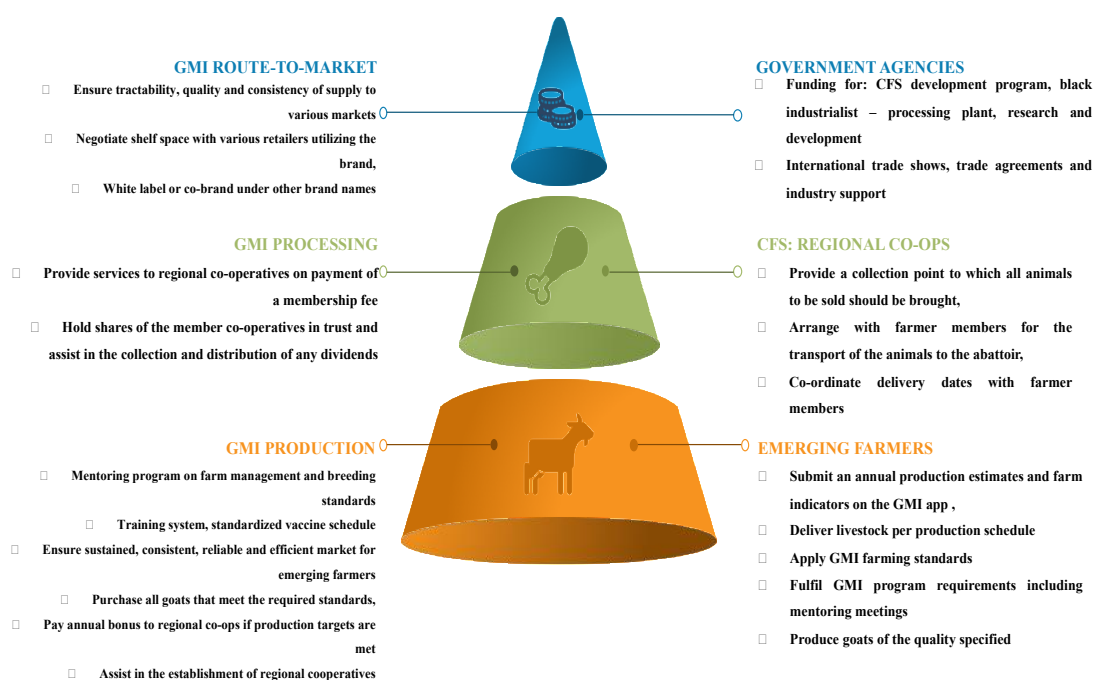 GMI ROUTE-TO-MARKET
Ensure tractability, quality and consistency of supply to
various markets
Negotiate shelf space with various retailers utilizing the
brand,
White label or co-brand under other brand names
GOVERNMENT AGENCIES
Funding for: CFS development program, black
industrialist – processing plant, research and
development
International trade shows, trade agreements and
industry support
GMI PROCESSING
Provide services to regional co-operatives on payment of
a membership fee
Hold shares of the member co-operatives in trust and
assist in the collection and distribution of any dividends
CFS: REGIONAL CO-OPS
Provide a collection point to which all animals
to be sold should be brought,
Arrange with farmer members for the
transport of the animals to the abattoir,
Co-ordinate delivery dates with farmer
members
GMI PRODUCTION
Mentoring program on farm management and breeding
standards
Training system, standardized vaccine schedule
Ensure sustained, consistent, reliable and efficient market for
emerging farmers
Purchase all goats that meet the required standards,
Pay annual bonus to regional co-ops if production targets are
met
Assist in the establishment of regional cooperatives
EMERGING FARMERS
Submit an annual production estimates and farm
indicators on the GMI app ,
Deliver livestock per production schedule
Apply GMI farming standards
Fulfil GMI program requirements including
mentoring meetings
Produce goats of the quality specified